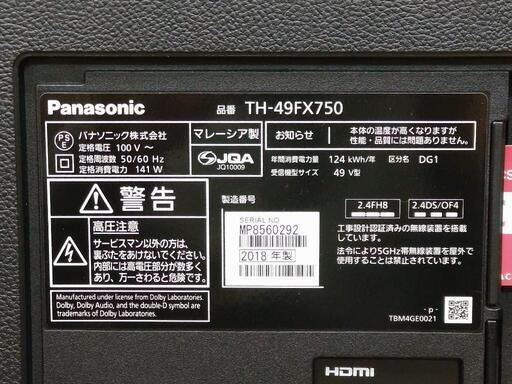 Panasonic
品番 TH-49FX750
PS
E
パナソニック株式会社
定格電圧 100 V~
定格周波数 50/60 Hz
定格消費電力 141 W
マレーシア製
お知らせ
本体の温度が高くなりますが
性能・品質には問題ありません。
JQA
JQ10009
年間消費電力量 124 kWh/年 区分名 DG1
受信機型サイズ 49 V型
警告
高圧注意
サービスマン以外の方は、
裏ぶたをあけないでください。
内部には高電圧部分が数多く
あり、万一さわると危険です。
製造番号
SERIAL NO
MP8560292
2018 年製
2.4FH8
2.4DS/OF4
工事設計認証済みの無線装置を内蔵
法令により5GHz帯無線装置を屋外で
使用することは禁止されています。
Manufactured under license from Dolby Laboratories.
Dolby, Dolby Audio, and the double-D symbol are
trademarks of Dolby Laboratories.
- p -
TBM4GE0021
HDMI